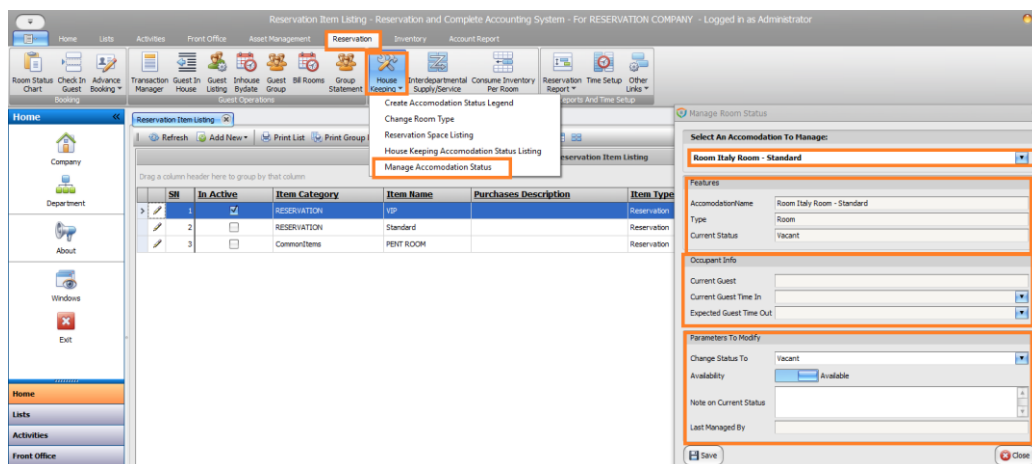 Reservation Item Listing - Reservation and Complete Accounting System - For RESERVATION COMPANY - Logged in as Administrator
Home Lists Activities Front Office Asset Management Reservation Inventory Account Report
Room Status Chart Check In Guest Advance Booking Transaction Manager Guest In House Guest Listing Inhouse Bydate Guest Group Bill Rooms Group Statement House Keeping Interdepartmental Supply/Service Consume Inventory Per Room Reservation Report Time Setup Other Links
Booking Guest Operations eports And Time Setup
Create Accomodation Status Legend
Change Room Type
Reservation Space Listing
House Keeping Accomodation Status Listing
Manage Accomodation Status
Home
Company
Department
About
Windows
Exit
Home
Lists
Activities
Front Office
Reservation Item Listing
Refresh Add New Print List Print Group
eservation Item Listing
Drag a column header here to group by that column
SN In Active Item Category Item Name Purchases Description Item Type
1 RESERVATION VIP Reservation
2 RESERVATION Standard Reservation
3 CommonItems PENT ROOM Reservation
Manage Room Status
Select An Accomodation To Manage:
Room Italy Room - Standard
Features
AccomodationName Room Italy Room - Standard
Type Room
Current Status Vacant
Occupant Info
Current Guest
Current Guest Time In
Expected Guest Time Out
Parameters To Modify
Change Status To Vacant
Availability Available
Note on Current Status
Last Managed By
Save Close